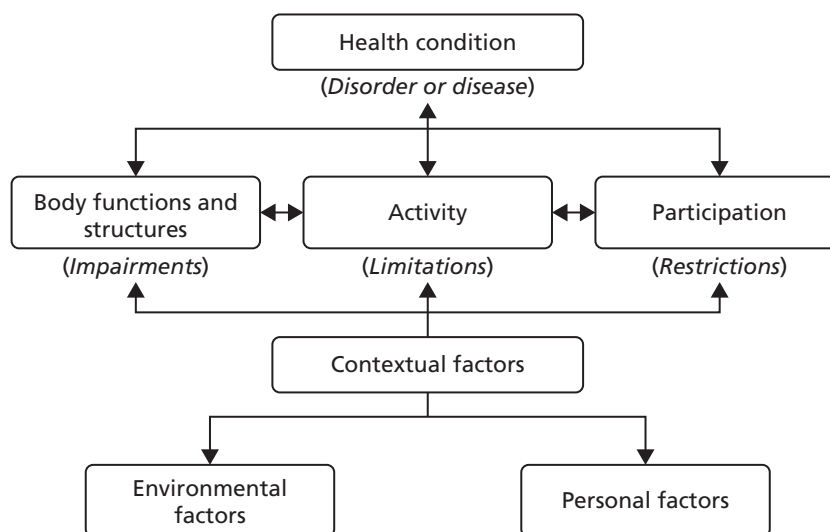 Health condition
(Disorder or disease)
Body functions and
structures
Activity
Participation
(Impairments)
(Limitations)
(Restrictions)
Contextual factors
Environmental
factors
Personal factors